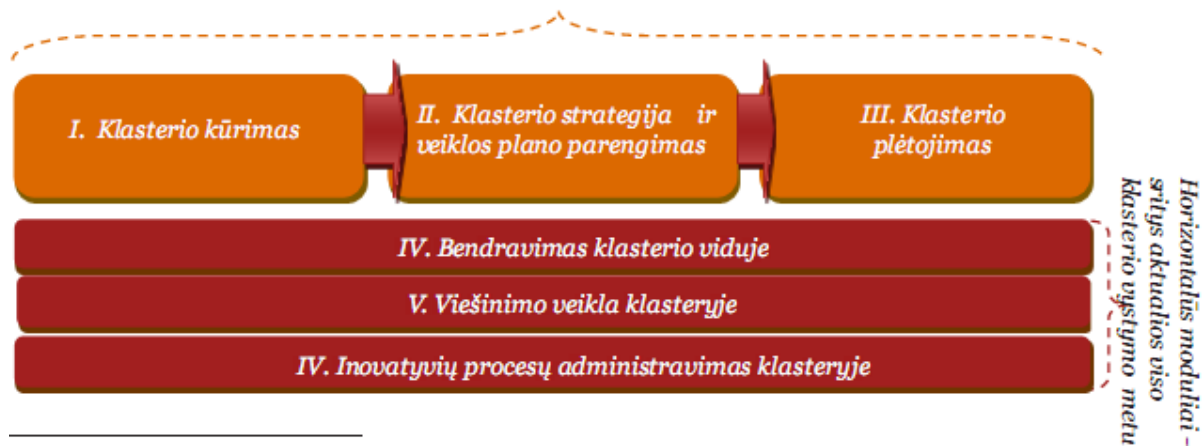 I. Klasterio kūrimas
II. Klasterio strategija ir
veiklos plano parengimas
III. Klasterio
plėtojimas
IV. Bendravimas klasterio viduje
V. Viešinimo veikla klasteryje
IV. Inovatyvių procesų administravimas klasteryje
Horizontalūs moduliai -
sritys aktualios viso
klasterio vystymo metu